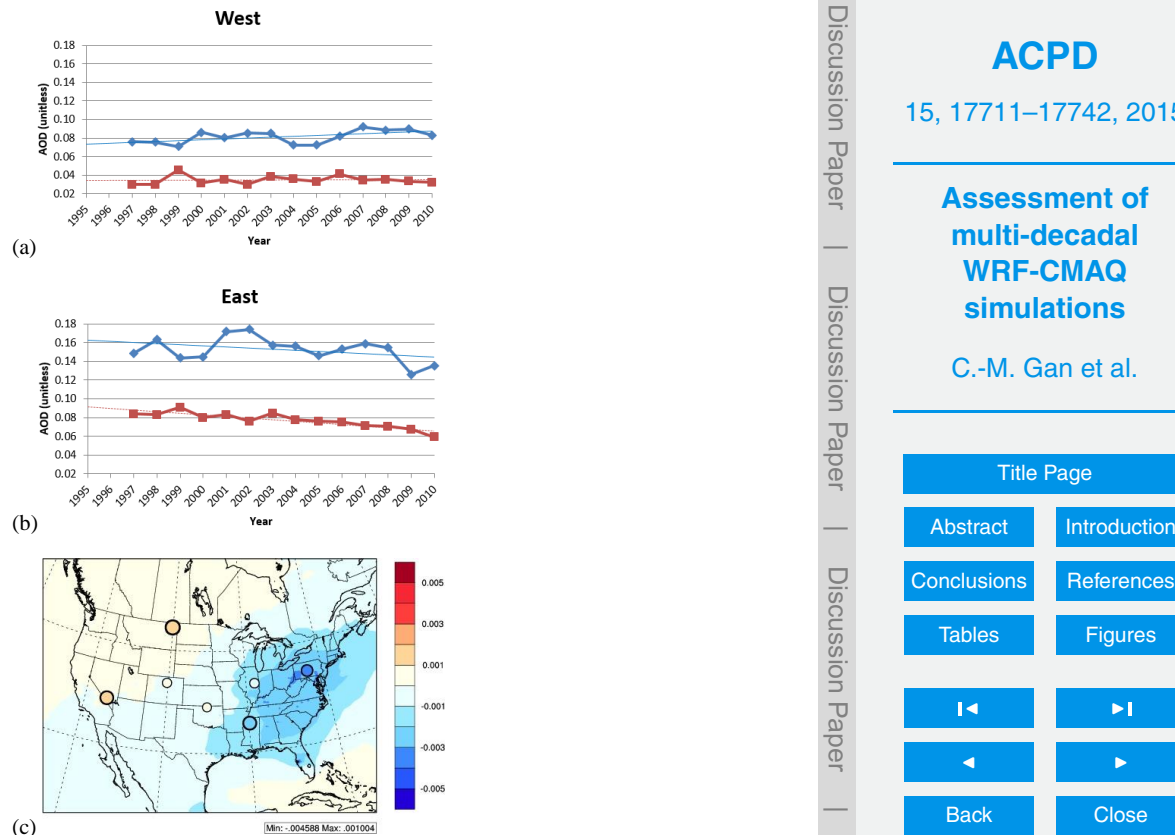 West
AOD (unitless)
0.18
0.16
0.14
0.12
0.10
0.08
0.06
0.04
0.02
1995 1996 1997 1998 1999 2000 2001 2002 2003 2004 2005 2006 2007 2008 2009 2010
Year
(a)
East
AOD (unitless)
0.18
0.16
0.14
0.12
0.10
0.08
0.06
0.04
0.02
1995 1996 1997 1998 1999 2000 2001 2002 2003 2004 2005 2006 2007 2008 2009 2010
Year
(b)
0.005
0.003
0.001
-0.001
-0.003
-0.005
Min: -.004588 Max: .001004
(c)
Discussion Paper |
Discussion Paper |
Discussion Paper |
ACPD
15, 17711–17742, 2015
Assessment of
multi-decadal
WRF-CMAQ
simulations
C.-M. Gan et al.
Title Page
Abstract Introduction
Conclusions References
Tables Figures
Back Close